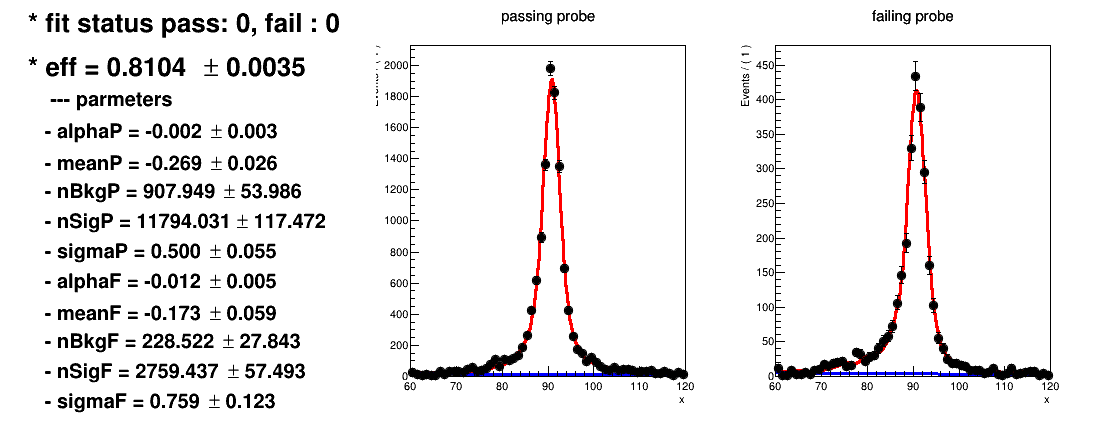 * fit status pass: 0, fail : 0
* eff = 0.8104 ± 0.0035
--- parmeters
- alphaP = -0.002 ± 0.003
- meanP = -0.269 ± 0.026
- nBkgP = 907.949 ± 53.986
- nSigP = 11794.031 ± 117.472
- sigmaP = 0.500 ± 0.055
- alphaF = -0.012 ± 0.005
- meanF = -0.173 ± 0.059
- nBkgF = 228.522 ± 27.843
- nSigF = 2759.437 ± 57.493
- sigmaF = 0.759 ± 0.123
passing probe
2000
1800
1600
1400
1200
1000
800
600
400
200
0
60 70 80 90 100 110 120
x
failing probe
Events / ( 1 )
450
400
350
300
250
200
150
100
50
0
60 70 80 90 100 110 120
x